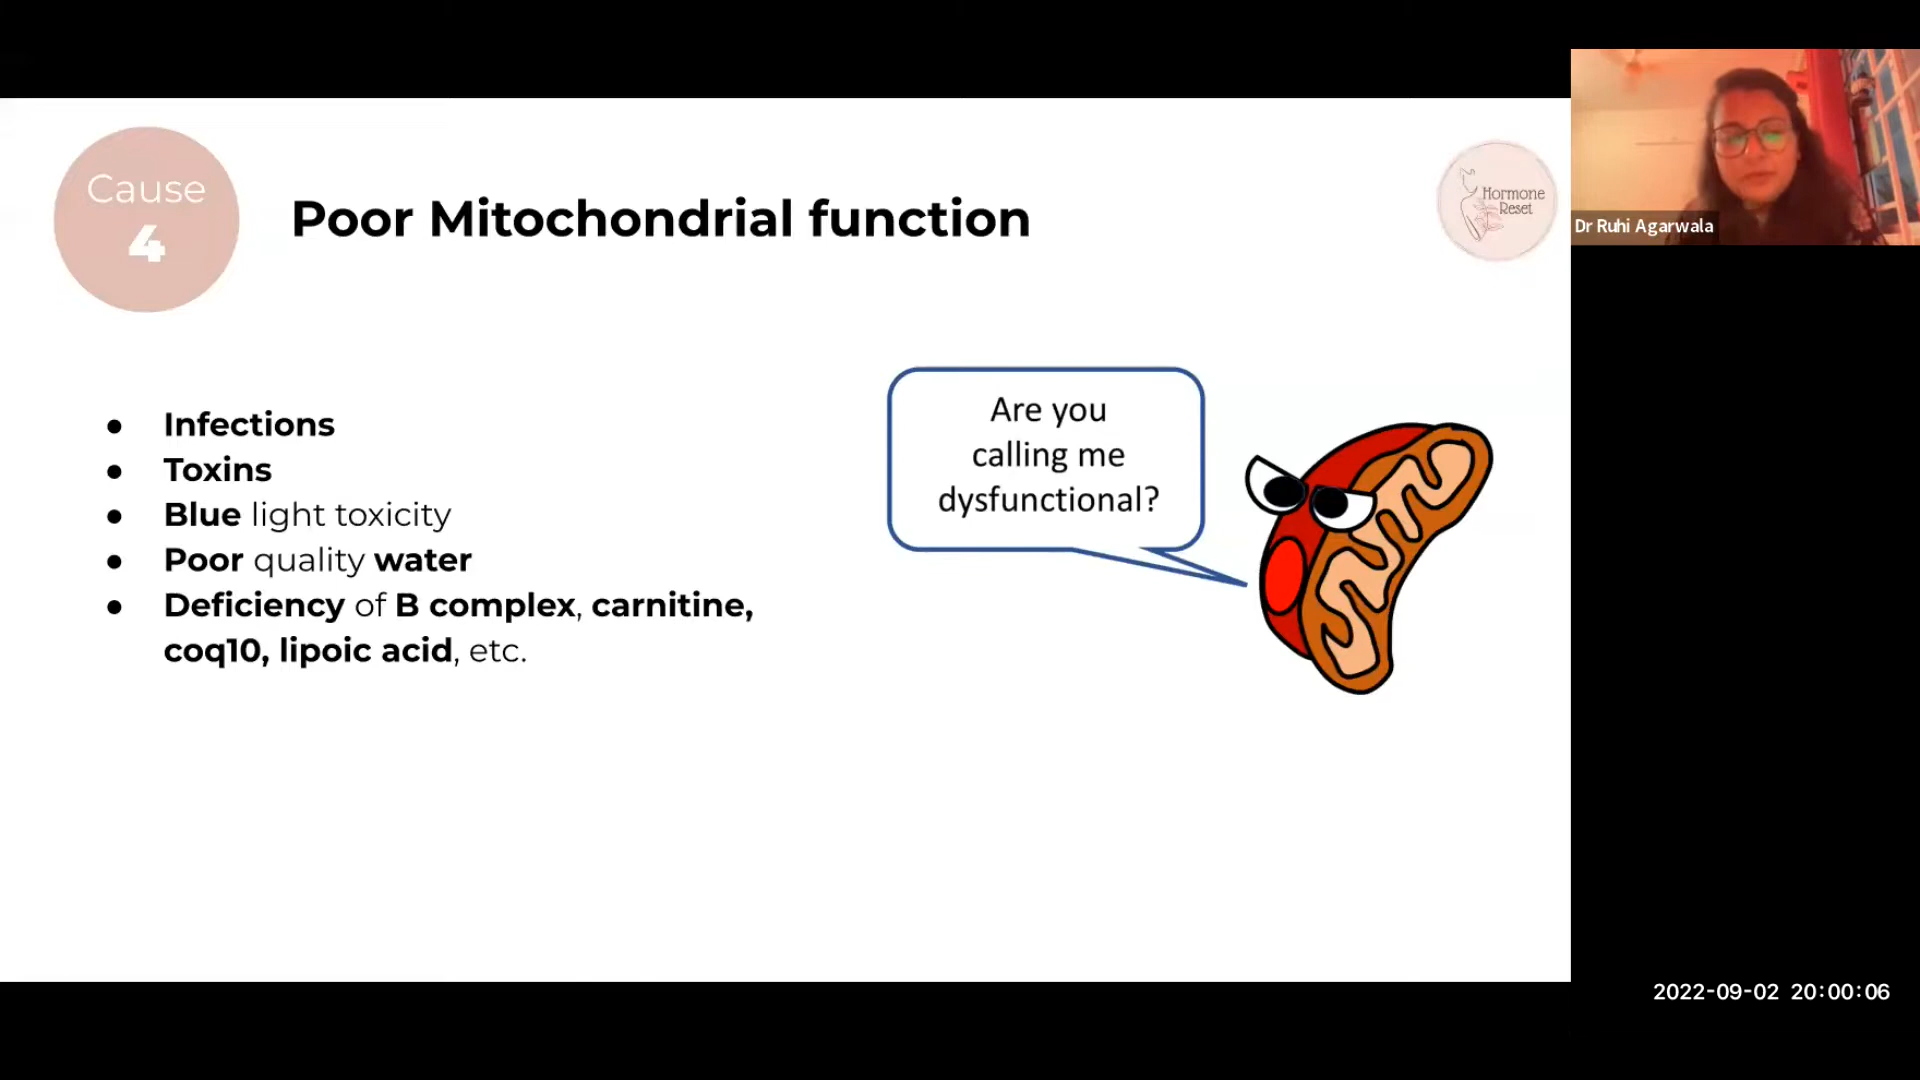 Cause
4
Poor Mitochondrial function
Hormone
Reset
Dr Ruhi Agarwala
● Infections
● Toxins
● Blue light toxicity
● Poor quality water
● Deficiency of B complex, carnitine,
coq10, lipoic acid, etc.
Are you
calling me
dysfunctional?
2022-09-02 20:00:06